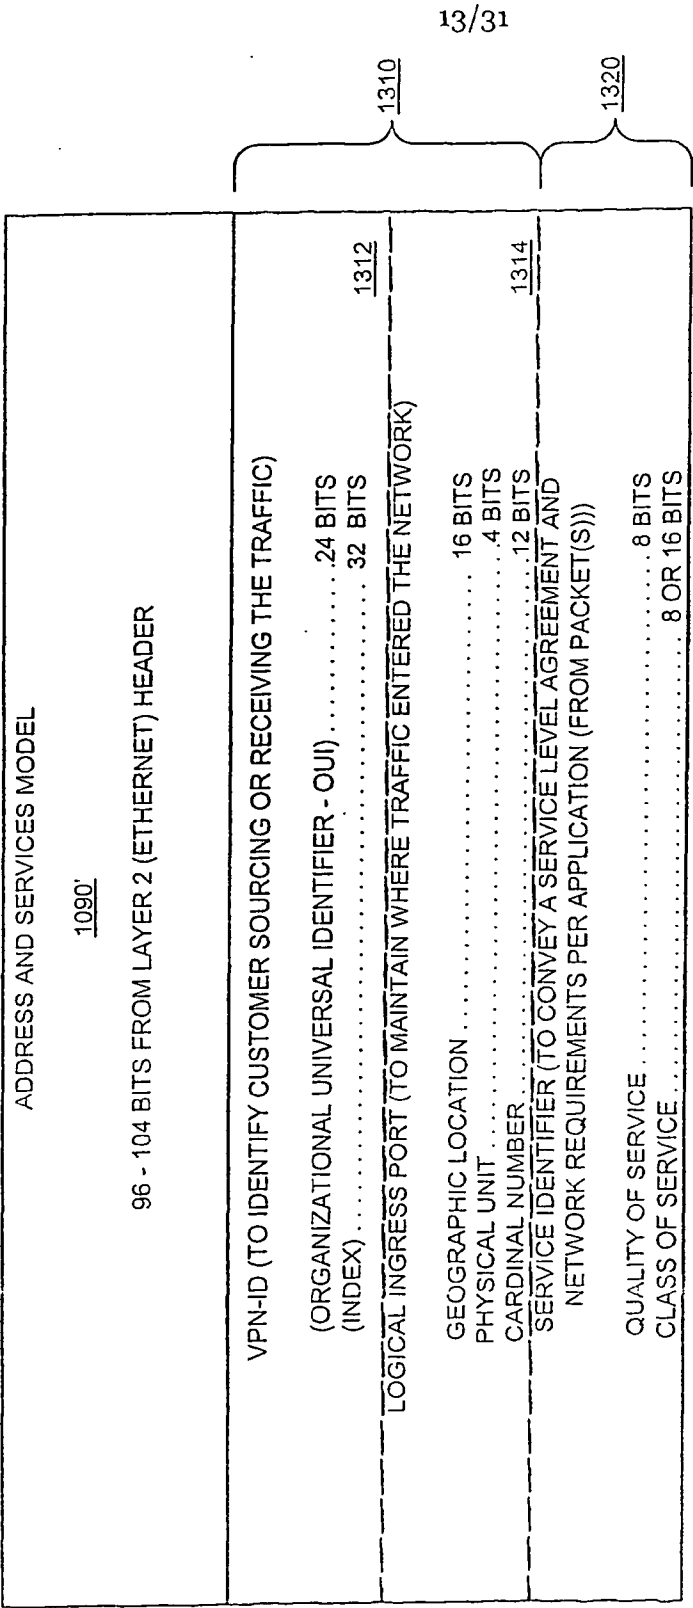 13/31
ADDRESS AND SERVICES MODEL
1090'
96 - 104 BITS FROM LAYER 2 (ETHERNET) HEADER
VPN-ID (TO IDENTIFY CUSTOMER SOURCING OR RECEIVING THE TRAFFIC)
(ORGANIZATIONAL UNIVERSAL IDENTIFIER - OUI)....................24 BITS
(INDEX)........................................................ 32 BITS
1312
LOGICAL INGRESS PORT (TO MAINTAIN WHERE TRAFFIC ENTERED THE NETWORK)
GEOGRAPHIC LOCATION........................................ 16 BITS
PHYSICAL UNIT................................................4 BITS
CARDINAL NUMBER.............................................12 BITS
1314
1310
SERVICE IDENTIFIER (TO CONVEY A SERVICE LEVEL AGREEMENT AND
NETWORK REQUIREMENTS PER APPLICATION (FROM PACKET(S)))
QUALITY OF SERVICE............................................8 BITS
CLASS OF SERVICE........................................8 OR 16 BITS
1320